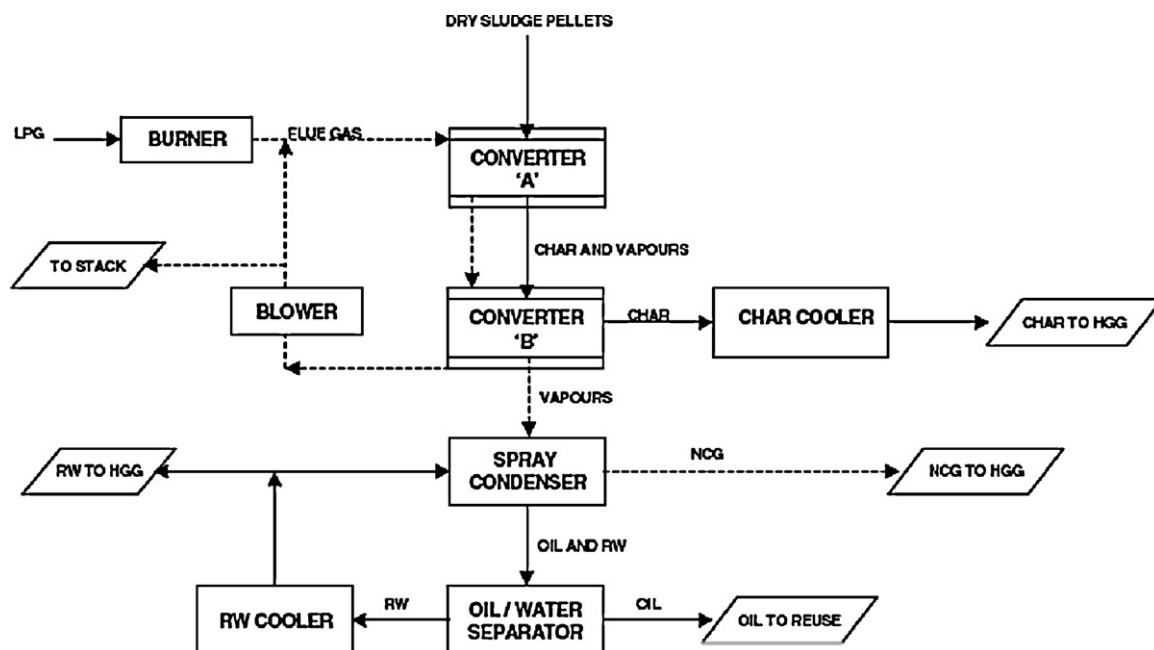 DRY SLUDGE PELLETS
LPG
BURNER
FLUE GAS
CONVERTER
'A'
TO STACK
CHAR AND VAPOURS
BLOWER
CONVERTER
'B'
CHAR
CHAR COOLER
CHAR TO HGG
VAPOURS
RW TO HGG
SPRAY
CONDENSER
NCG
NCG TO HGG
OIL AND RW
RW COOLER
RW
OIL / WATER
SEPARATOR
OIL
OIL TO REUSE